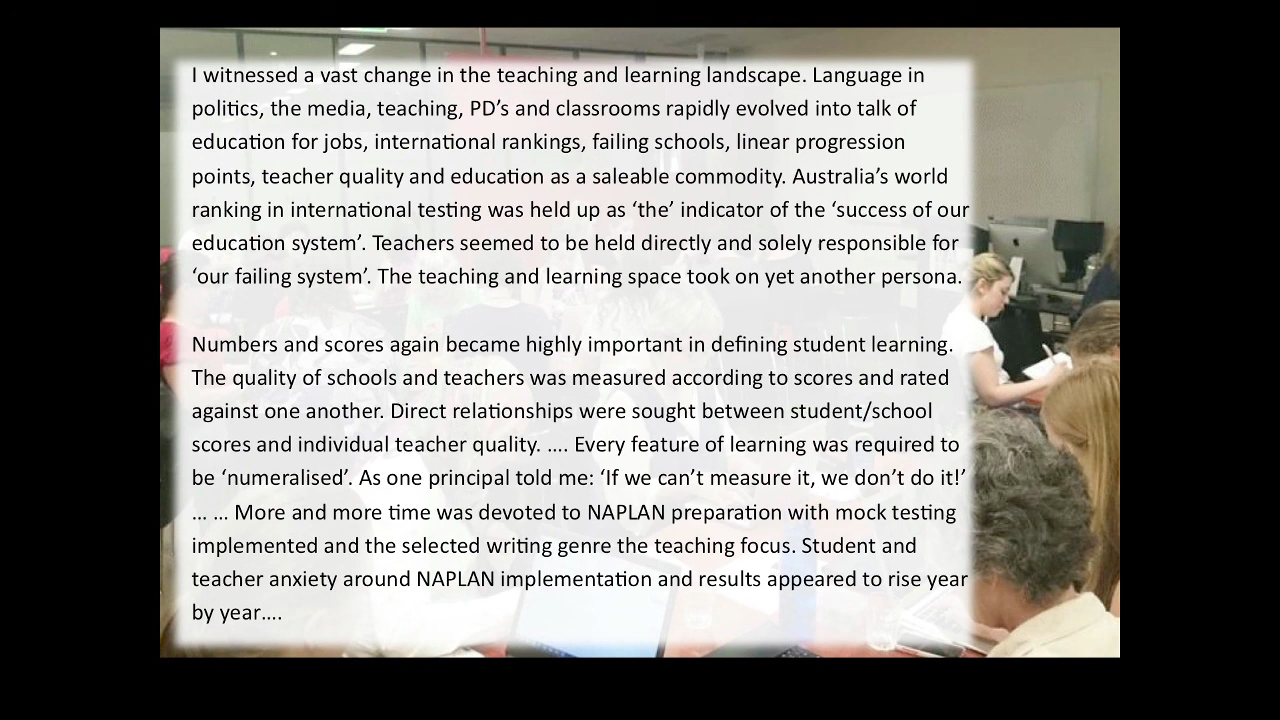 I witnessed a vast change in the teaching and learning landscape. Language in
politics, the media, teaching, PD’s and classrooms rapidly evolved into talk of
education for jobs, international rankings, failing schools, linear progression
points, teacher quality and education as a saleable commodity. Australia’s world
ranking in international testing was held up as ‘the’ indicator of the ‘success of our
education system’. Teachers seemed to be held directly and solely responsible for
‘our failing system’. The teaching and learning space took on yet another persona.
Numbers and scores again became highly important in defining student learning.
The quality of schools and teachers was measured according to scores and rated
against one another. Direct relationships were sought between student/school
scores and individual teacher quality. …. Every feature of learning was required to
be ‘numeralised’. As one principal told me: ‘If we can’t measure it, we don’t do it!’
… … More and more time was devoted to NAPLAN preparation with mock testing
implemented and the selected writing genre the teaching focus. Student and
teacher anxiety around NAPLAN implementation and results appeared to rise year
by year….